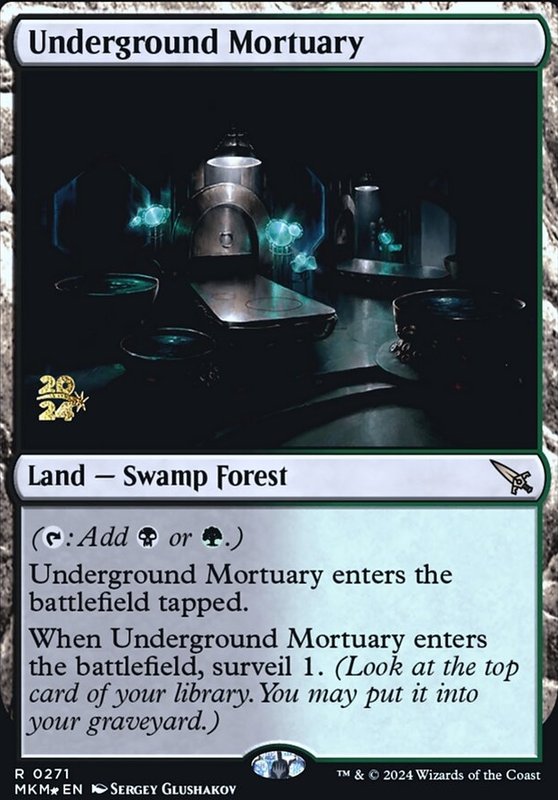 Underground Mortuary
20
24
Land — Swamp Forest
(: Add or .)
Underground Mortuary enters the
battlefield tapped.
When Underground Mortuary enters
the battlefield, surveil 1. (Look at the top
card of your library. You may put it into
your graveyard.)
R 0271
MKM★EN Sergey Glushakov
™ & © 2024 Wizards of the Coast